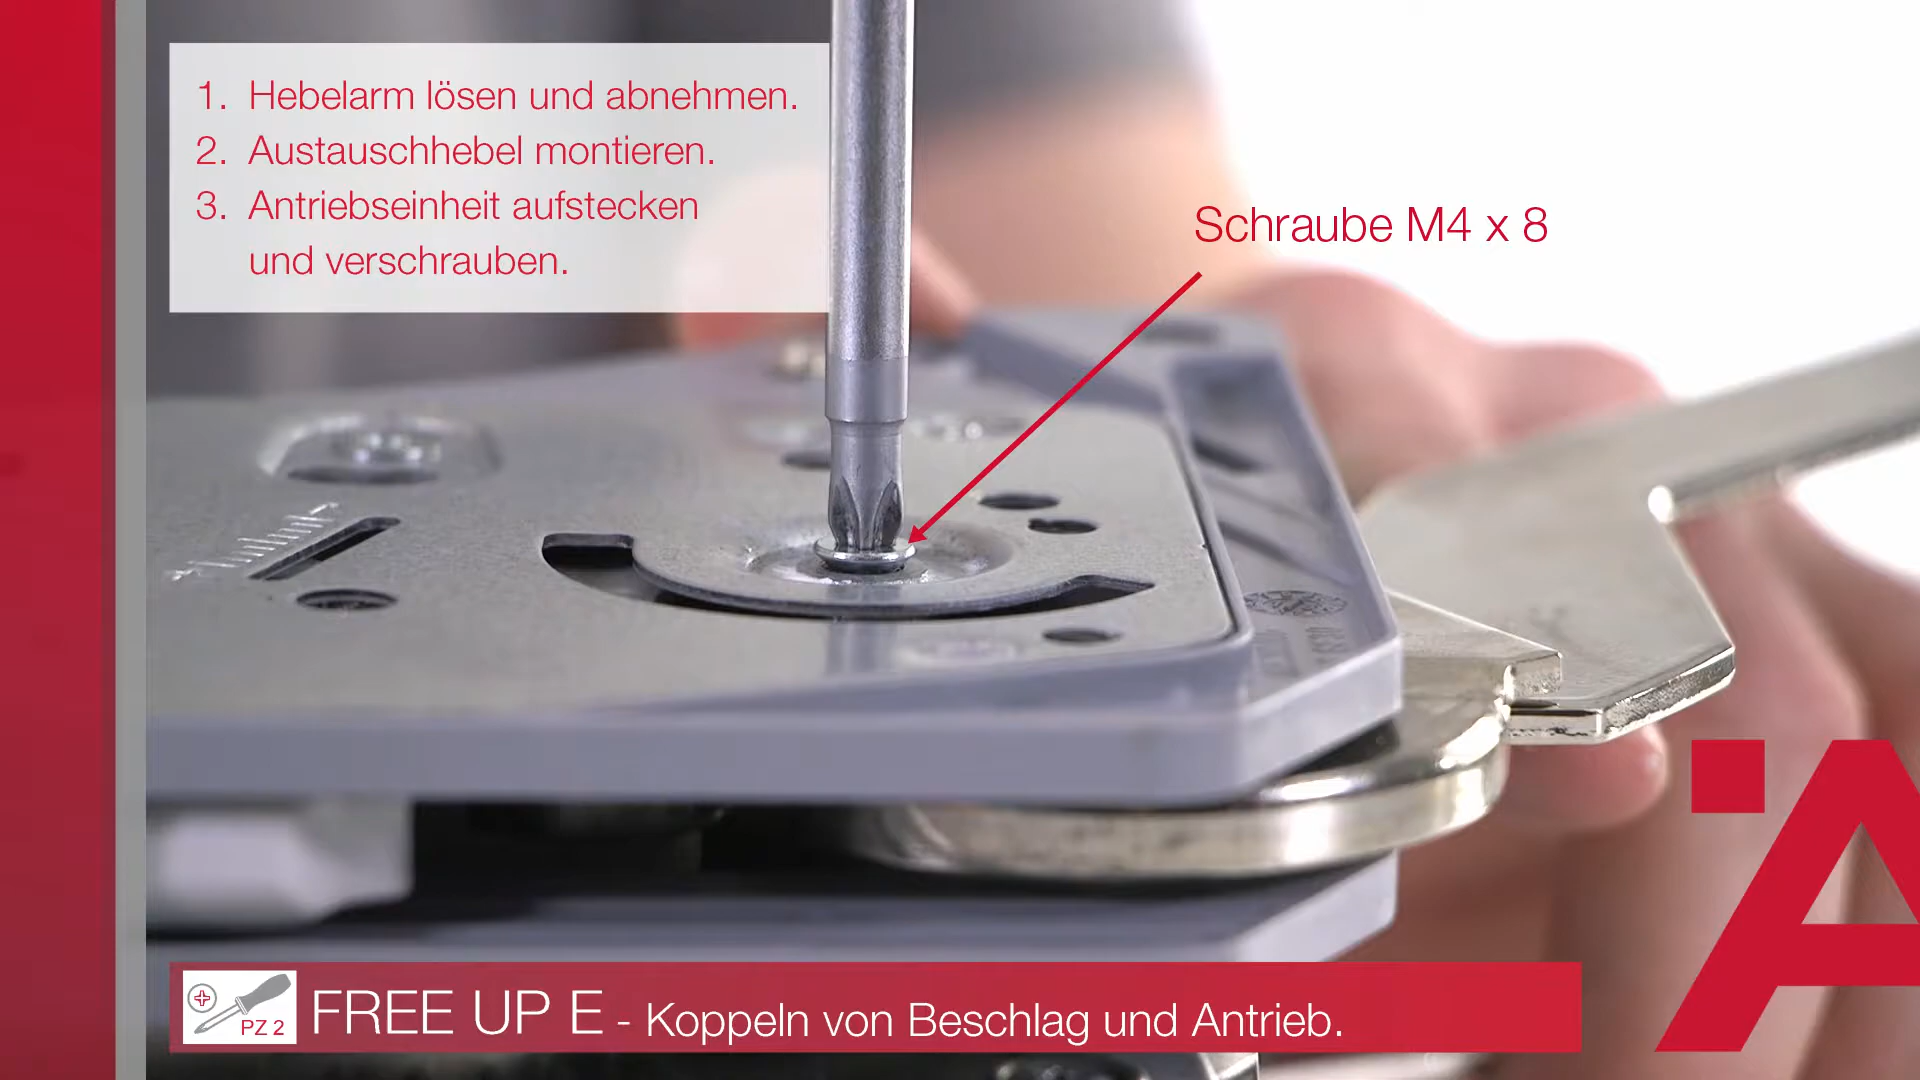 1. Hebelarm lösen und abnehmen.
2. Austauschhebel montieren.
3. Antriebseinheit aufstecken
und verschrauben.
Schraube M4 x 8
PZ 2
FREE UP E - Koppeln von Beschlag und Antrieb.